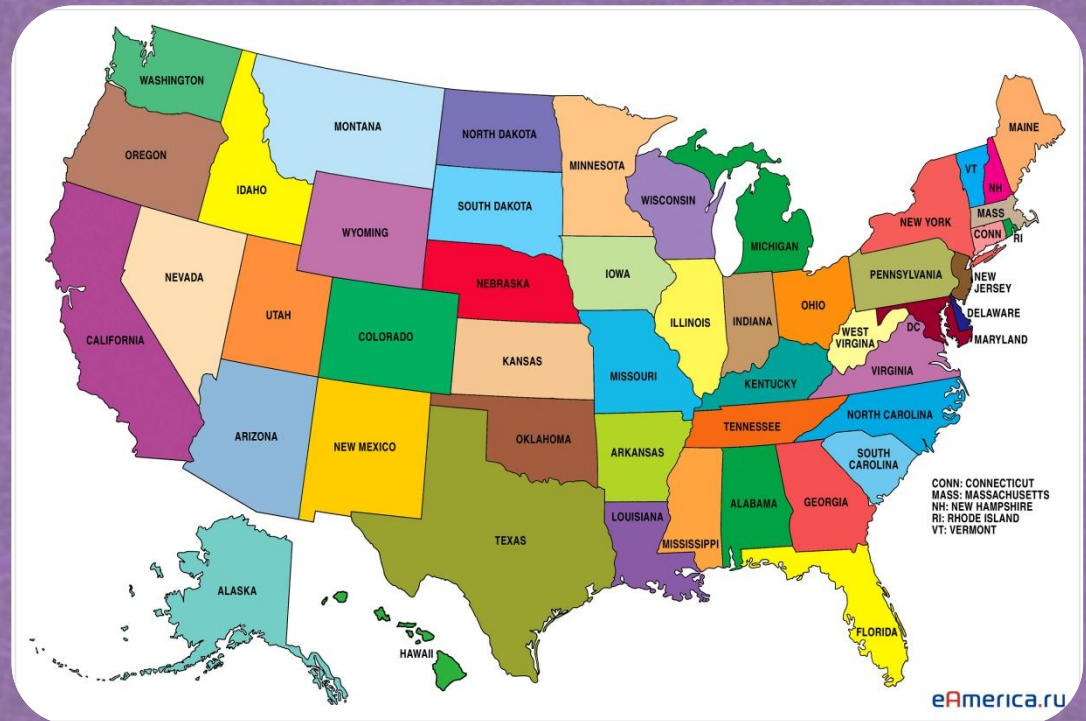 WASHINGTON
OREGON
IDAHO
MONTANA
NORTH DAKOTA
MINNESOTA
SOUTH DAKOTA
WYOMING
WISCONSIN
MICHIGAN
MAINE
VT
NH
NEW YORK
MASS
CONN
RI
CALIFORNIA
NEVADA
UTAH
COLORADO
NEBRASKA
IOWA
ILLINOIS
INDIANA
OHIO
PENNSYLVANIA
NEW
JERSEY
DELAWARE
MARYLAND
DC
WEST
VIRGINA
VIRGINIA
KANSAS
MISSOURI
KENTUCKY
ARIZONA
NEW MEXICO
OKLAHOMA
ARKANSAS
TENNESSEE
NORTH CAROLINA
SOUTH
CAROLINA
TEXAS
LOUISIANA
MISSISSIPPI
ALABAMA
GEORGIA
FLORIDA
ALASKA
HAWAII
CONN: CONNECTICUT
MASS: MASSACHUSETTS
NH: NEW HAMPSHIRE
RI: RHODE ISLAND
VT: VERMONT
eAmerica.ru